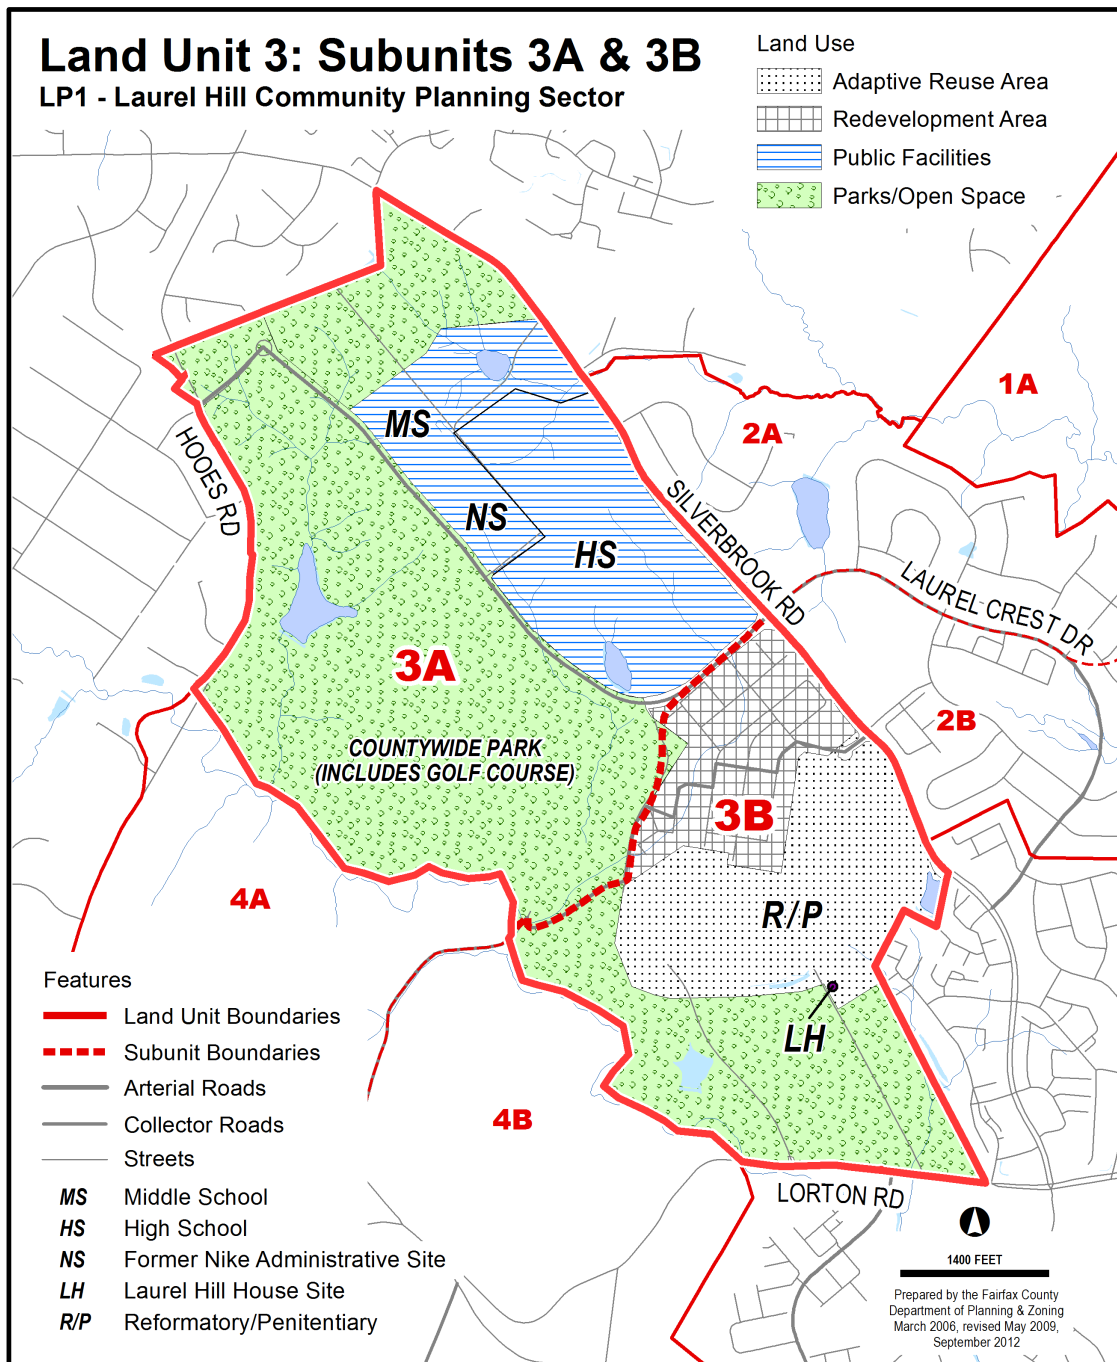 Land Unit 3: Subunits 3A & 3B
LP1 - Laurel Hill Community Planning Sector
Land Use
Adaptive Reuse Area
Redevelopment Area
Public Facilities
Parks/Open Space
1A
2A
MS
HOOES RD
NS
HS
SILVERBROOK RD
LAUREL CREST DR
3A
2B
COUNTYWIDE PARK
(INCLUDES GOLF COURSE)
3B
4A
R/P
LH
4B
LORTON RD
Features
Land Unit Boundaries
Subunit Boundaries
Arterial Roads
Collector Roads
Streets
MS Middle School
HS High School
NS Former Nike Administrative Site
LH Laurel Hill House Site
R/P Reformatory/Penitentiary
1400 FEET
Prepared by the Fairfax County
Department of Planning & Zoning
March 2006, revised May 2009,
September 2012